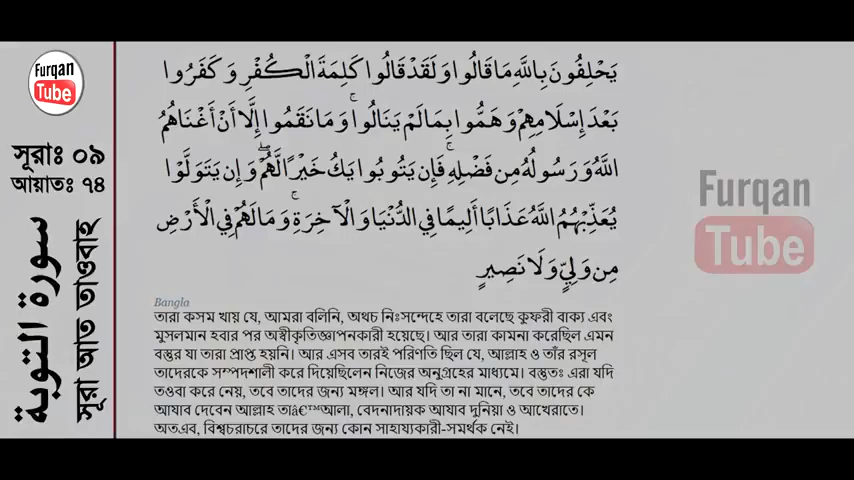 Furqan
Tube
সূরাঃ ০৯
আয়াতঃ ৭৪
سورة التوبة
সূরা আত তাওবাহ
يَحْلِفُونَ بِاللَّهِ مَا قَالُوا وَلَقَدْ قَالُوا كَلِمَةَ الْكُفْرِ وَكَفَرُوا
بَعْدَ إِسْلَامِهِمْ وَهَمُّوا بِمَا لَمْ يَنَالُوا ۚ وَمَا نَقَمُوا إِلَّا أَنْ أَغْنَاهُمُ
اللَّهُ وَرَسُولُهُ مِن فَضْلِهِ ۚ فَإِن يَتُوبُوا يَكُ خَيْرًا لَّهُمْ ۖ وَإِن يَتَوَلَّوْا
يُعَذِّبْهُمُ اللَّهُ عَذَابًا أَلِيمًا فِي الدُّنْيَا وَالْآخِرَةِ ۚ وَمَا لَهُمْ فِي الْأَرْضِ
مِن وَلِيٍّ وَلَا نَصِيرٍ
Bangla
তারা কসম খায় যে, আমরা বলিনি, অথচ নিঃসন্দেহে তারা বলেছে কুফরী বাক্য এবং
মুসলমান হবার পর অস্বীকৃতিজ্ঞাপনকারী হয়েছে। আর তারা কামনা করেছিল এমন
বস্তুর যা তারা প্রাপ্ত হয়নি। আর এসব তারই পরিণতি ছিল যে, আল্লাহ ও তাঁর রসূল
তাদেরকে সম্পদশালী করে দিয়েছিলেন নিজের অনুগ্রহের মাধ্যমে। বস্তুতঃ এরা যদি
তওবা করে নেয়, তবে তাদের জন্য মঙ্গল। আর যদি তা না মানে, তবে তাদের কে
আযাব দেবেন আল্লাহ তা’আলা, বেদনাদায়ক আযাব দুনিয়া ও আখেরাতে।
অতএব, বিশ্বচরাচরে তাদের জন্য কোন সাহায্যকারী-সমর্থক নেই।
Furqan
Tube